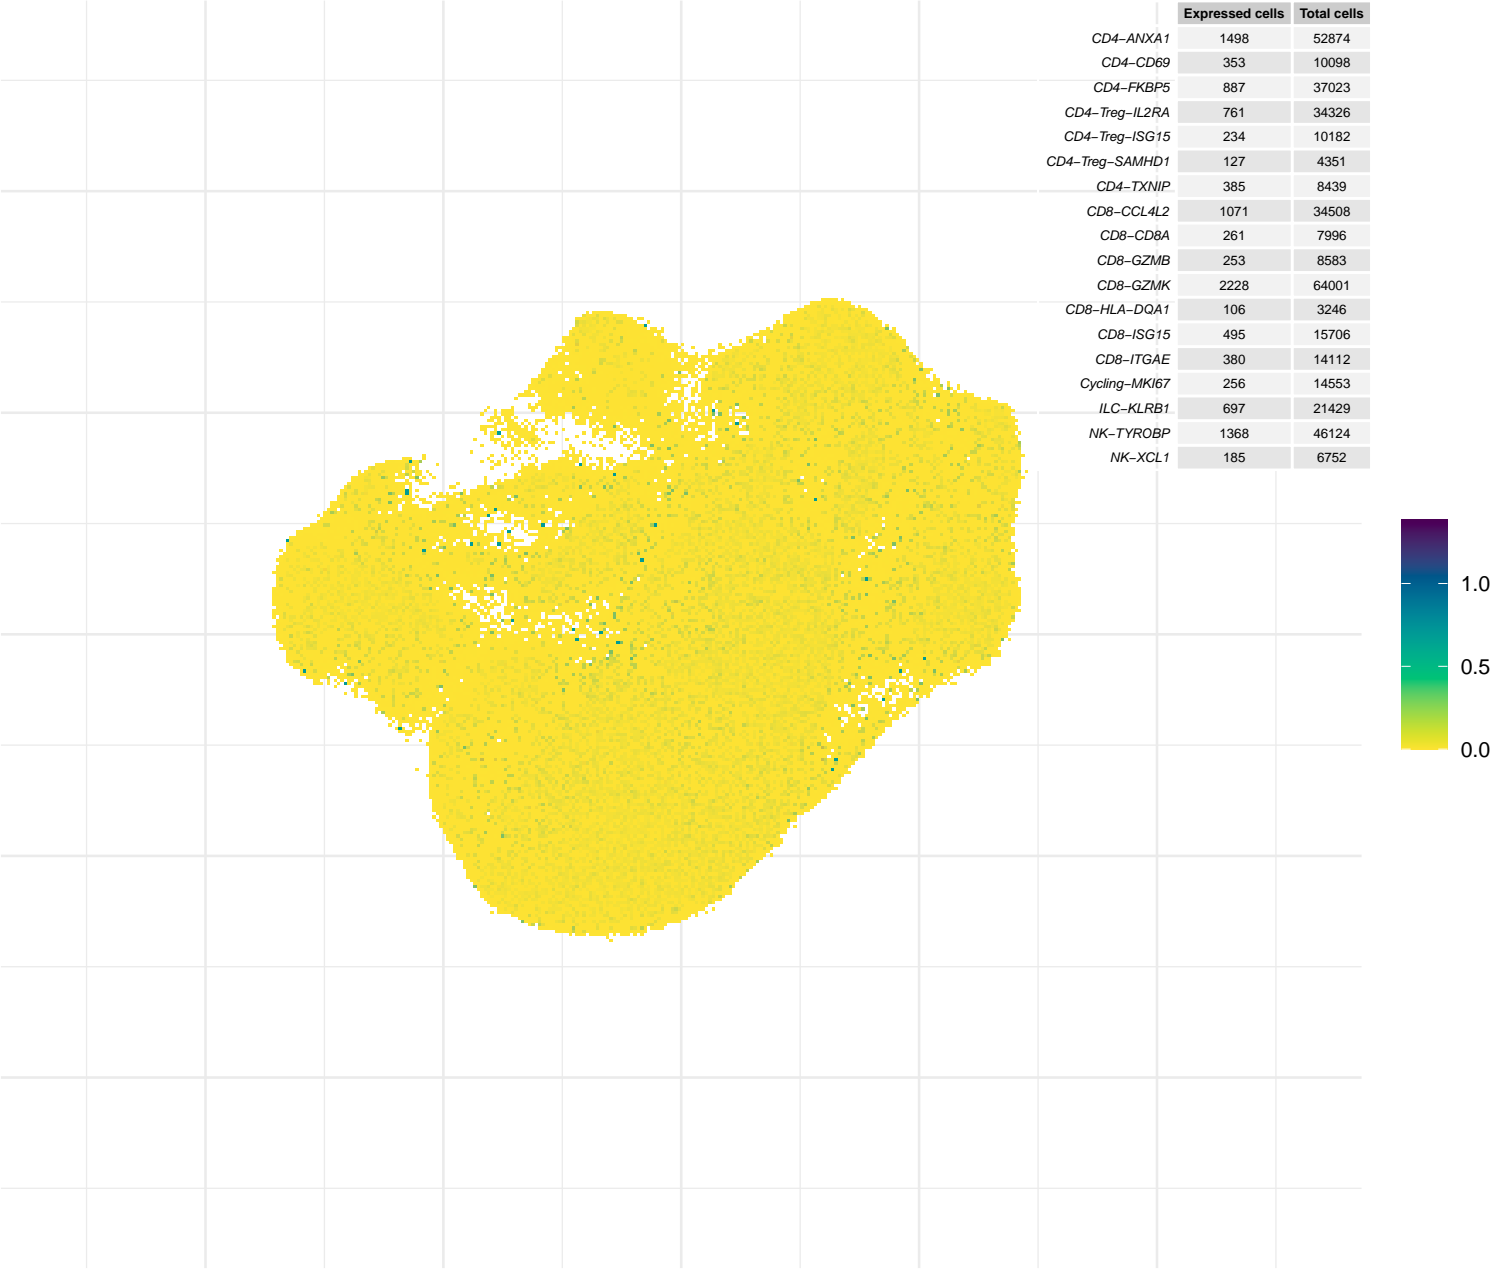 Expressed cells Total cells
CD4−ANXA1 1498 52874
CD4−CD69 353 10098
CD4−FKBP5 887 37023
CD4−Treg−IL2RA 761 34326
CD4−Treg−ISG15 234 10182
CD4−Treg−SAMHD1 127 4351
CD4−TXNIP 385 8439
CD8−CCL4L2 1071 34508
CD8−CD8A 261 7996
CD8−GZMB 253 8583
CD8−GZMK 2228 64001
CD8−HLA−DQA1 106 3246
CD8−ISG15 495 15706
CD8−ITGAE 380 14112
Cycling−MKI67 256 14553
ILC−KLRB1 697 21429
NK−TYROBP 1368 46124
NK−XCL1 185 6752
1.0
0.5
0.0